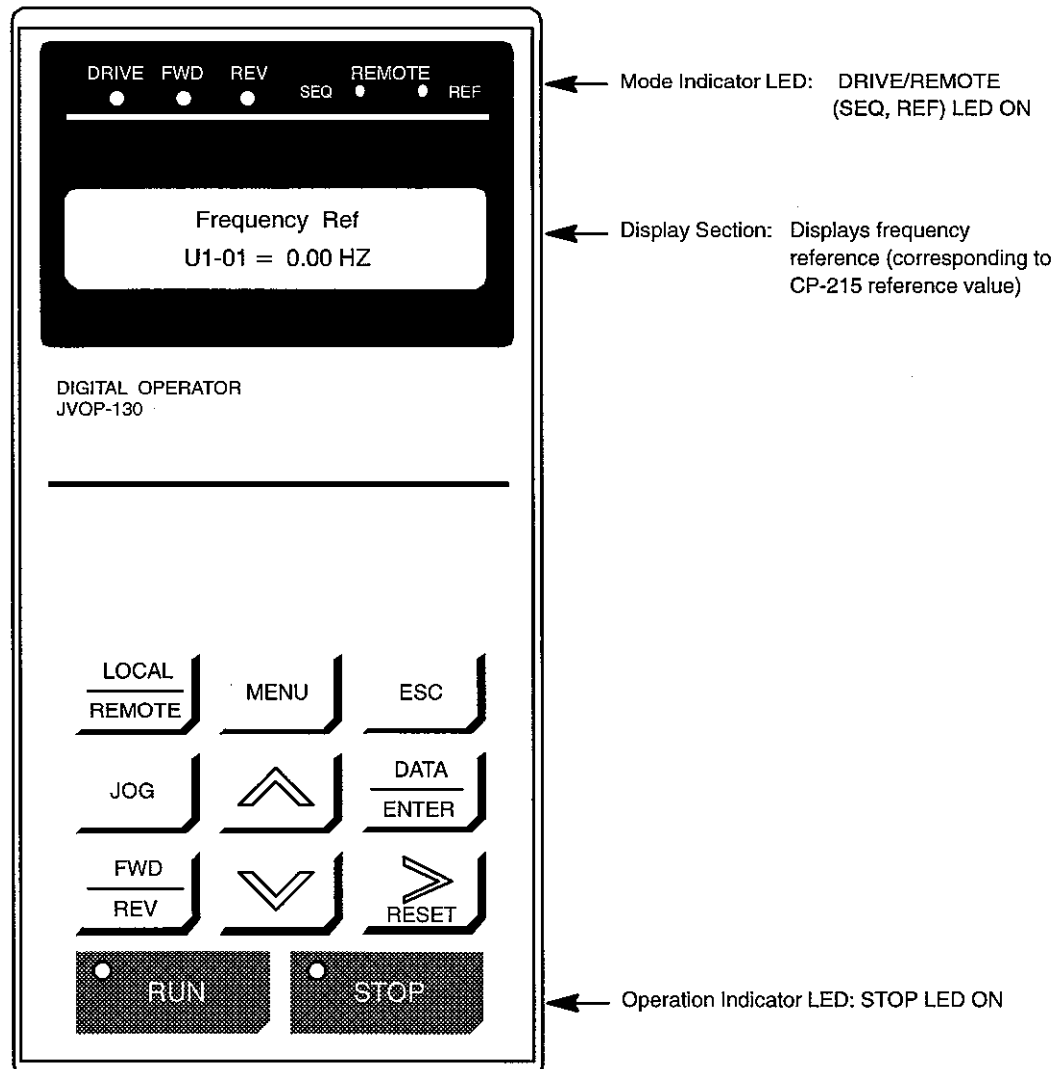 DRIVE FWD REV REMOTE
SEQ REF
Mode Indicator LED: DRIVE/REMOTE
(SEQ, REF) LED ON
Frequency Ref
U1-01 = 0.00 HZ
Display Section: Displays frequency
reference (corresponding to
CP-215 reference value)
DIGITAL OPERATOR
JVOP-130
LOCAL
REMOTE
MENU
ESC
JOG
DATA
ENTER
FWD
REV
RESET
RUN
STOP
Operation Indicator LED: STOP LED ON